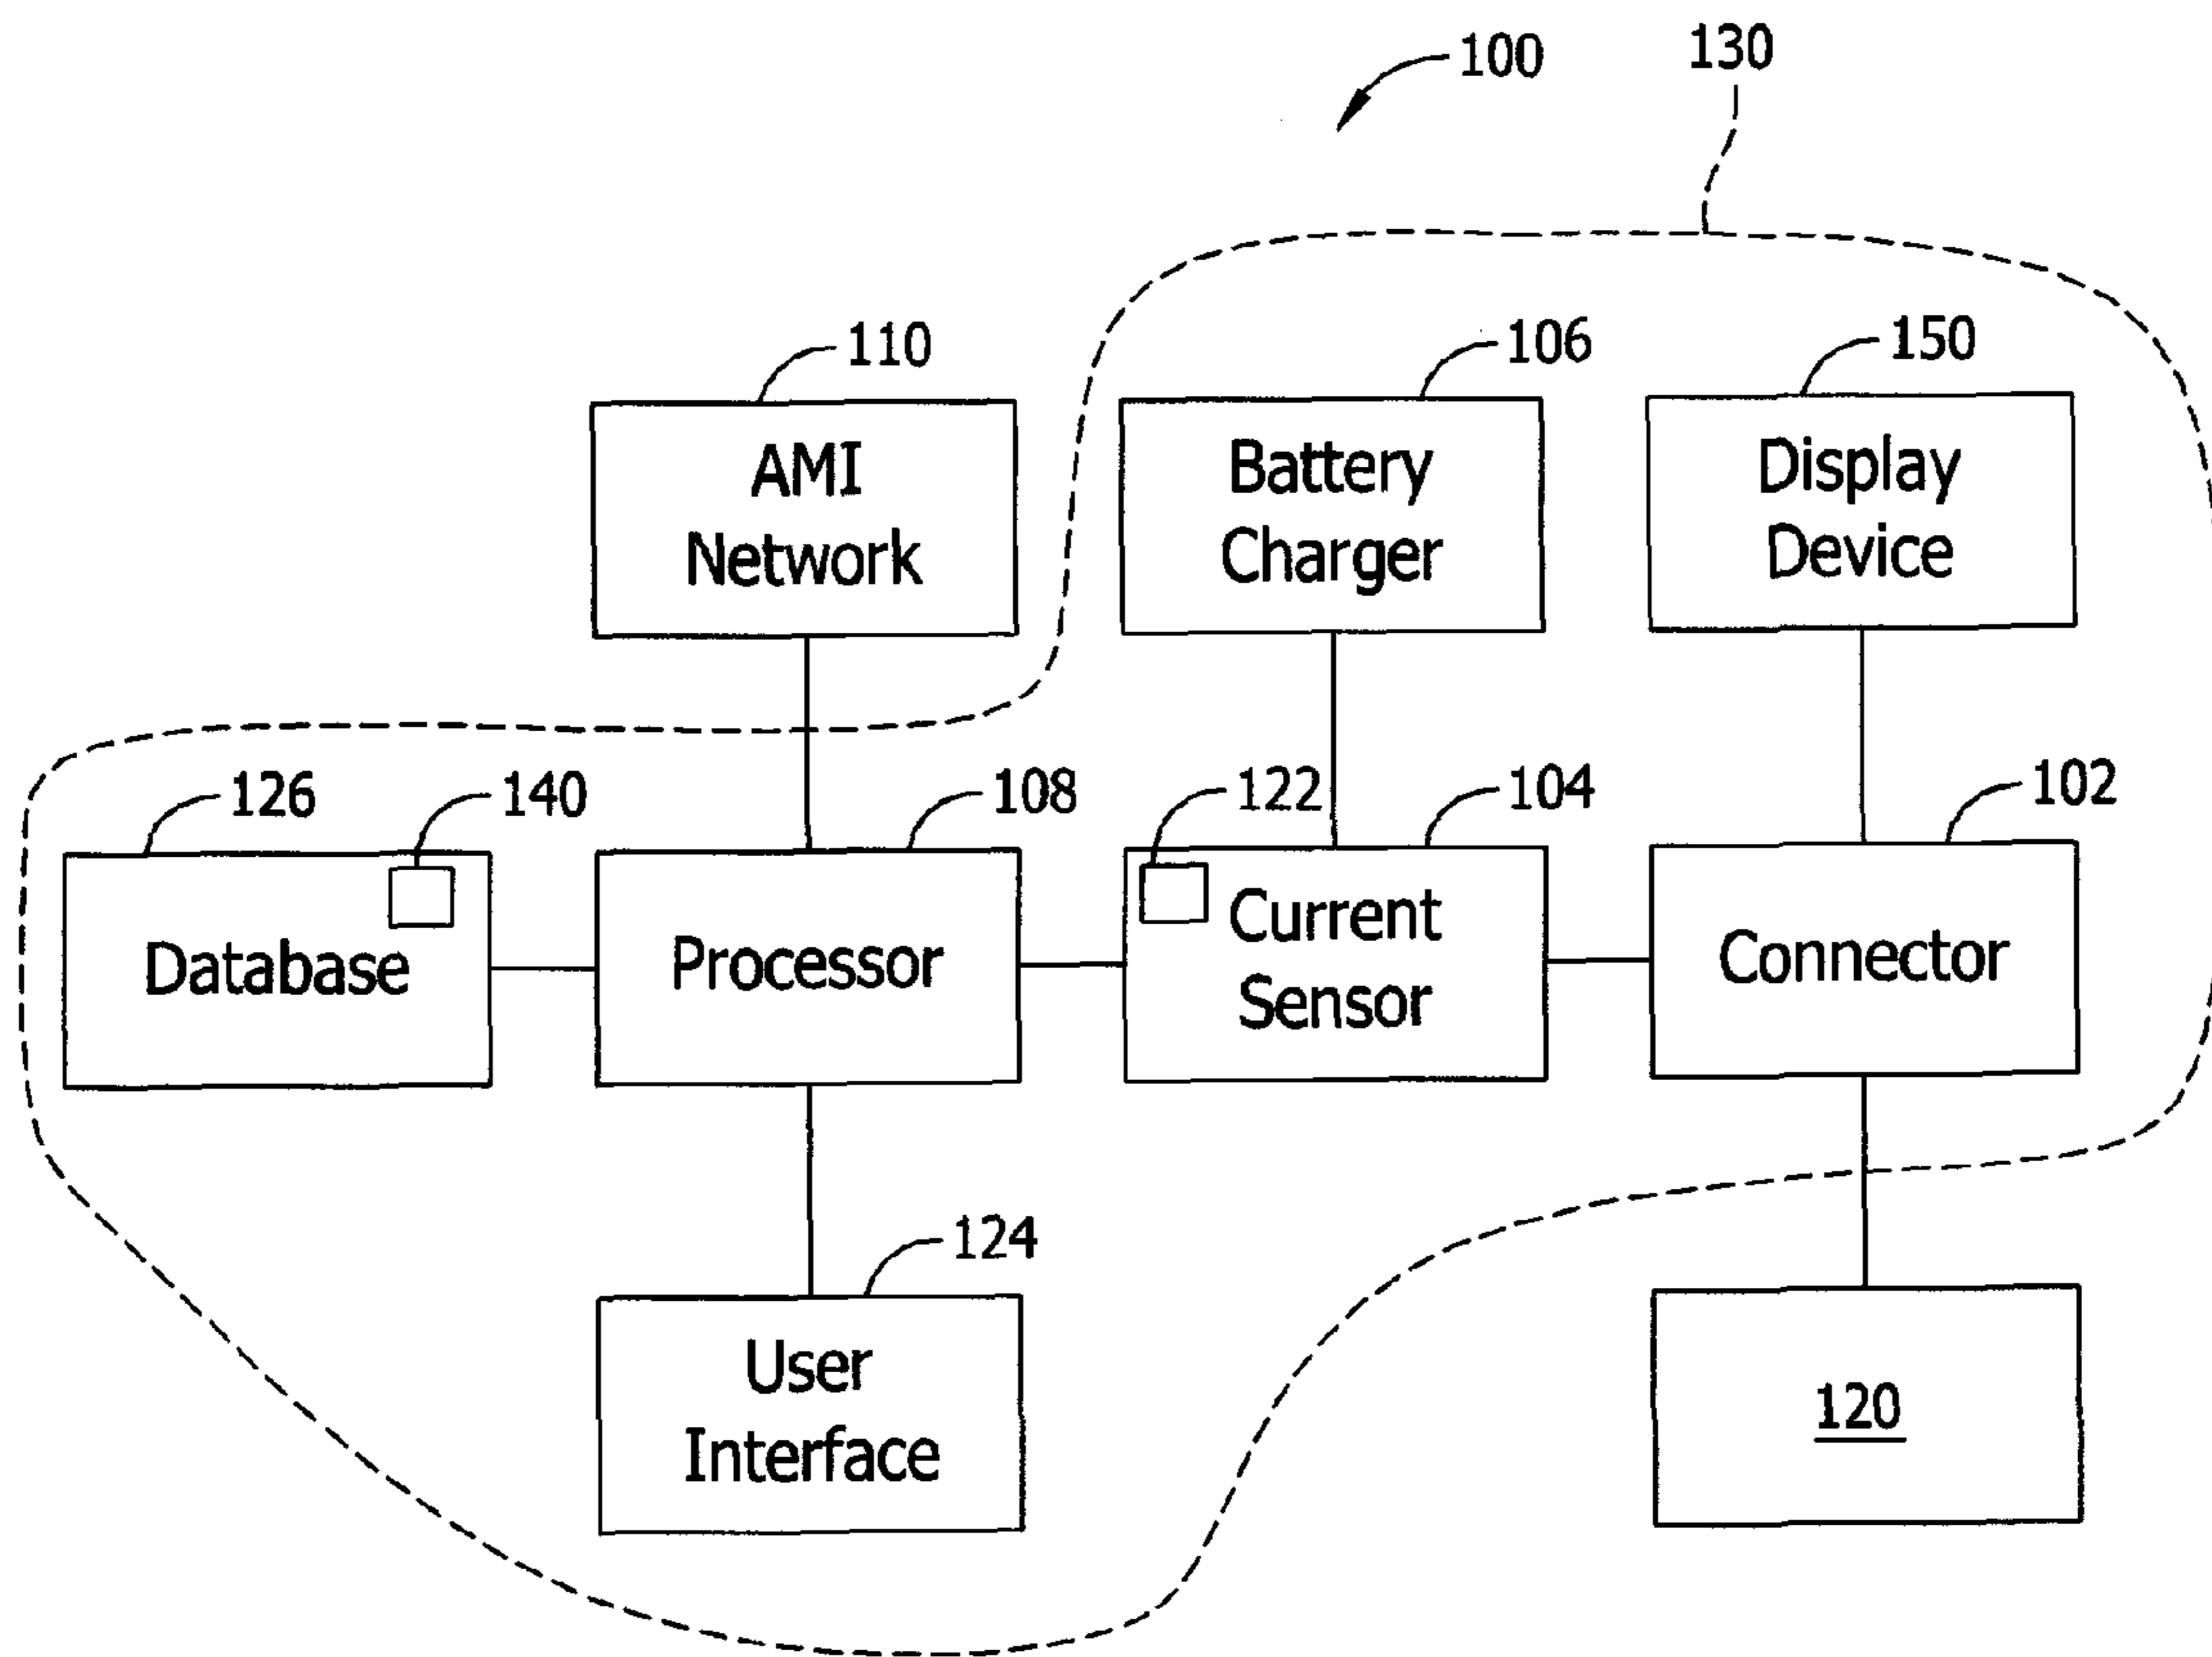 100
130
110
106
150
AMI
Network
Battery
Charger
Display
Device
126
140
108
122
104
102
Database
Processor
Current
Sensor
Connector
124
User
Interface
120